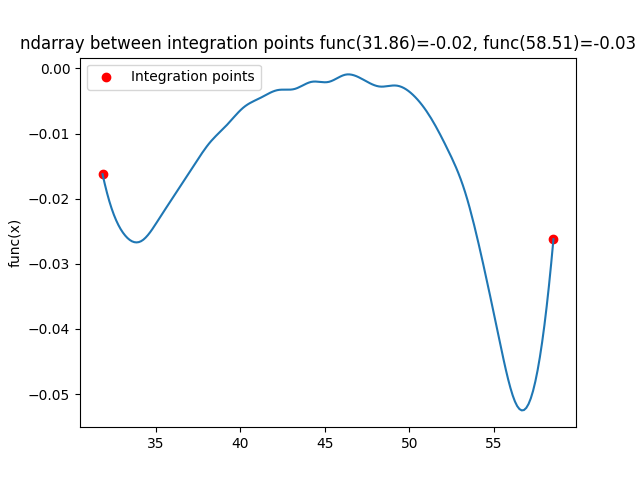 ndarray between integration points func(31.86)=-0.02, func(58.51)=-0.03
Integration points
0.00
−0.01
−0.02
−0.03
−0.04
−0.05
func(x)
35 40 45 50 55